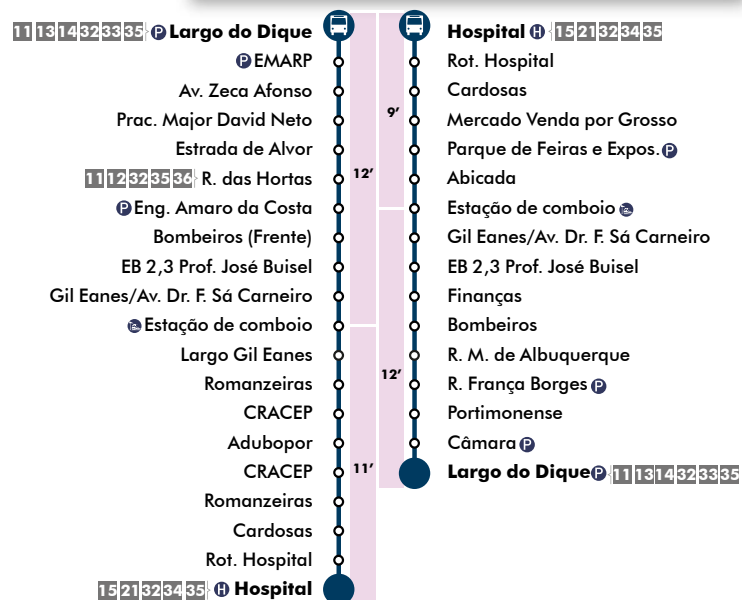 11 13 14 32 33 35 P Largo do Dique
P EMARP
Av. Zeca Afonso
Prac. Major David Neto
Estrada de Alvor
11 12 32 35 36 R. das Hortas
P Eng. Amaro da Costa
Bombeiros (Frente)
EB 2,3 Prof. José Buisel
Gil Eanes/Av. Dr. F. Sá Carneiro
Estação de comboio
Largo Gil Eanes
Romanzeiras
CRACEP
Adubopor
CRACEP
Romanzeiras
Cardosas
Rot. Hospital
15 21 32 34 35 H Hospital
12’
11’
9’
12’
Hospital H 15 21 32 34 35
Rot. Hospital
Cardosas
Mercado Venda por Grosso
Parque de Feiras e Expos. P
Abicada
Estação de comboio
Gil Eanes/Av. Dr. F. Sá Carneiro
EB 2,3 Prof. José Buisel
Finanças
Bombeiros
R. M. de Albuquerque
R. França Borges P
Portimonense
Câmara P
Largo do Dique P 11 13 14 32 33 35